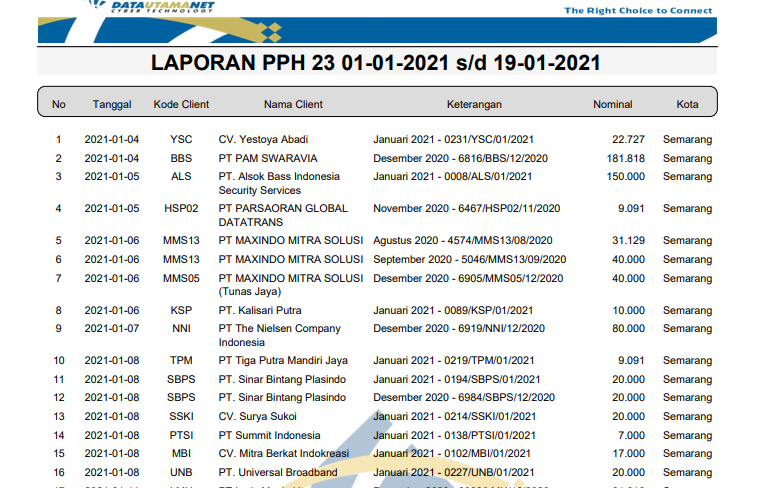 DATAUTAMANET
CYBER TECHNOLOGY
The Right Choice to Connect
LAPORAN PPH 23 01-01-2021 s/d 19-01-2021
No Tanggal Kode Client Nama Client Keterangan Nominal Kota
1 2021-01-04 YSC CV. Yestoya Abadi Januari 2021 - 0231/YSC/01/2021 22.727 Semarang
2 2021-01-04 BBS PT PAM SWARAVIA Desember 2020 - 6816/BBS/12/2020 181.818 Semarang
3 2021-01-05 ALS PT. Alsok Bass Indonesia Januari 2021 - 0008/ALS/01/2021 150.000 Semarang
Security Services
4 2021-01-05 HSP02 PT PARSAORAN GLOBAL November 2020 - 6467/HSP02/11/2020 9.091 Semarang
DATATRANS
5 2021-01-06 MMS13 PT MAXINDO MITRA SOLUSI Agustus 2020 - 4574/MMS13/08/2020 31.129 Semarang
6 2021-01-06 MMS13 PT MAXINDO MITRA SOLUSI September 2020 - 5046/MMS13/09/2020 40.000 Semarang
7 2021-01-06 MMS05 PT MAXINDO MITRA SOLUSI Desember 2020 - 6905/MMS05/12/2020 40.000 Semarang
(Tunas Jaya)
8 2021-01-06 KSP PT. Kalisari Putra Januari 2021 - 0089/KSP/01/2021 10.000 Semarang
9 2021-01-07 NNI PT The Nielsen Company Desember 2020 - 6919/NNI/12/2020 80.000 Semarang
Indonesia
10 2021-01-08 TPM PT Tiga Putra Mandiri Jaya Januari 2021 - 0219/TPM/01/2021 9.091 Semarang
11 2021-01-08 SBPS PT. Sinar Bintang Plasindo Januari 2021 - 0194/SBPS/01/2021 20.000 Semarang
12 2021-01-08 SBPS PT. Sinar Bintang Plasindo Desember 2020 - 6984/SBPS/12/2020 20.000 Semarang
13 2021-01-08 SSKI CV. Surya Sukoi Januari 2021 - 0214/SSKI/01/2021 20.000 Semarang
14 2021-01-08 PTSI PT Summit Indonesia Januari 2021 - 0138/PTSI/01/2021 7.000 Semarang
15 2021-01-08 MBI CV. Mitra Berkat Indokreasi Januari 2021 - 0102/MBI/01/2021 17.000 Semarang
16 2021-01-08 UNB PT. Universal Broadband Januari 2021 - 0227/UNB/01/2021 20.000 Semarang